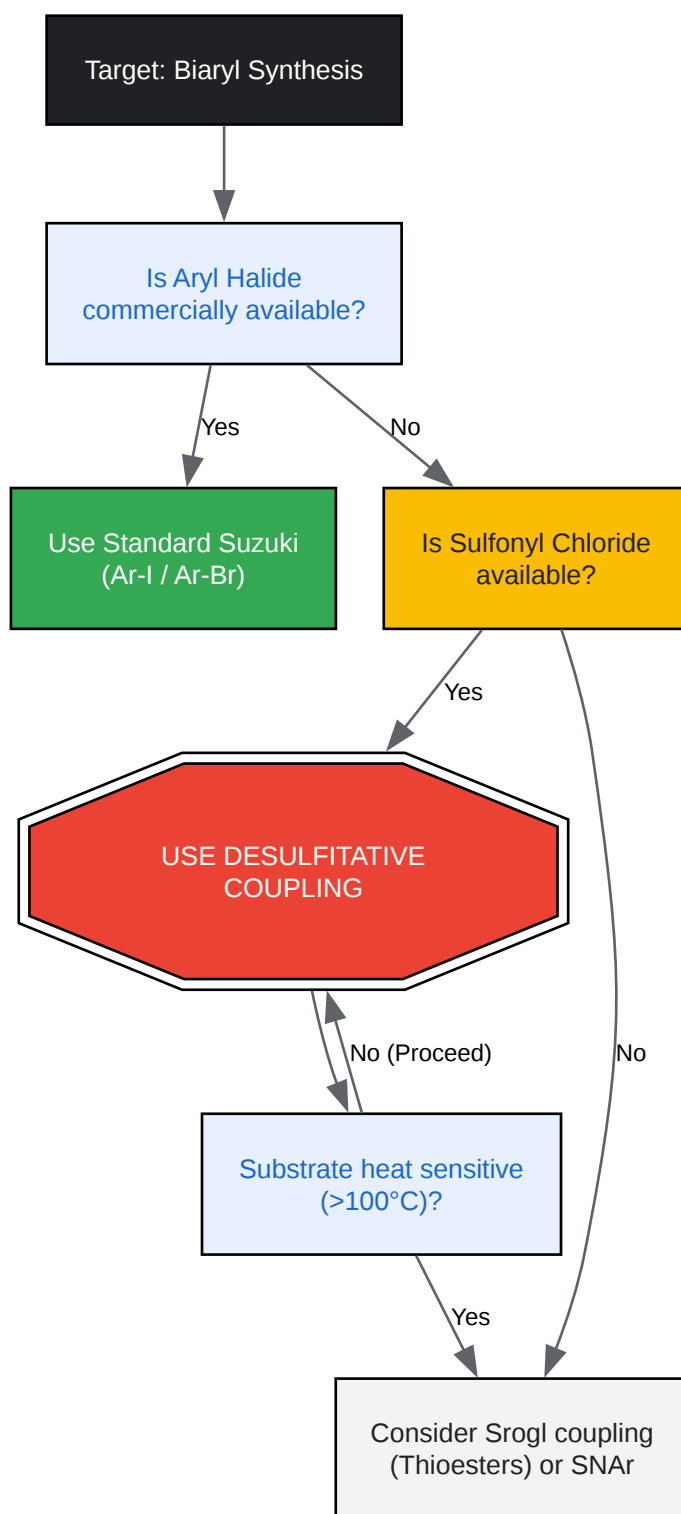 Target: Biaryl Synthesis
Is Aryl Halide
commercially available?
Yes
No
Use Standard Suzuki
(Ar-I / Ar-Br)
Is Sulfonyl Chloride
available?
Yes
USE DESULFITATIVE
COUPLING
No (Proceed)
No
Substrate heat sensitive
(>100°C)?
Yes
Consider Srogl coupling
(Thioesters) or SNAr